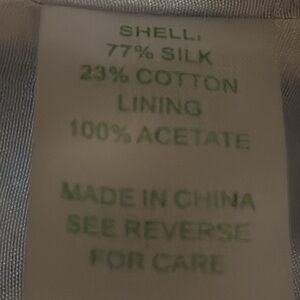 SHELL:
77% SILK
23% COTTON
LINING
100% ACETATE
MADE IN CHINA
SEE REVERSE
FOR CARE